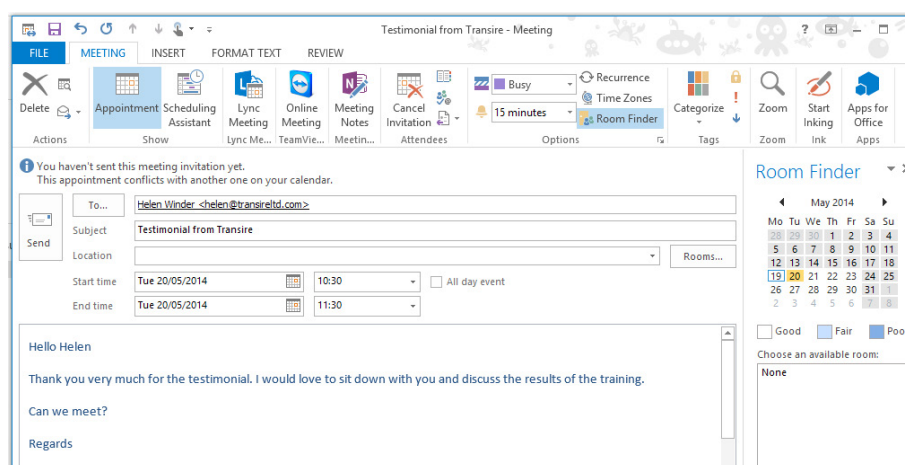 Testimonial from Transire - Meeting
?
FILE MEETING INSERT FORMAT TEXT REVIEW
Delete
Appointment
Scheduling
Assistant
Lync
Meeting
Online
Meeting
Meeting
Notes
Cancel
Invitation
Busy
15 minutes
Recurrence
Time Zones
Room Finder
Categorize
Zoom
Start
Inking
Apps for
Office
Actions Show Lync Me... TeamVie... Meetin... Attendees Options Tags Zoom Ink Apps
You haven't sent this meeting invitation yet.
This appointment conflicts with another one on your calendar.
Send
To... Helen Winder <helen@transireltd.com>
Subject Testimonial from Transire
Location Rooms...
Start time Tue 20/05/2014 10:30 All day event
End time Tue 20/05/2014 11:30
Hello Helen
Thank you very much for the testimonial. I would love to sit down with you and discuss the results of the training.
Can we meet?
Regards
Room Finder
May 2014
Mo Tu We Th Fr Sa Su
28 29 30 1 2 3 4
5 6 7 8 9 10 11
12 13 14 15 16 17 18
19 20 21 22 23 24 25
26 27 28 29 30 31 1
2 3 4 5 6 7 8
Good Fair Poo
Choose an available room:
None